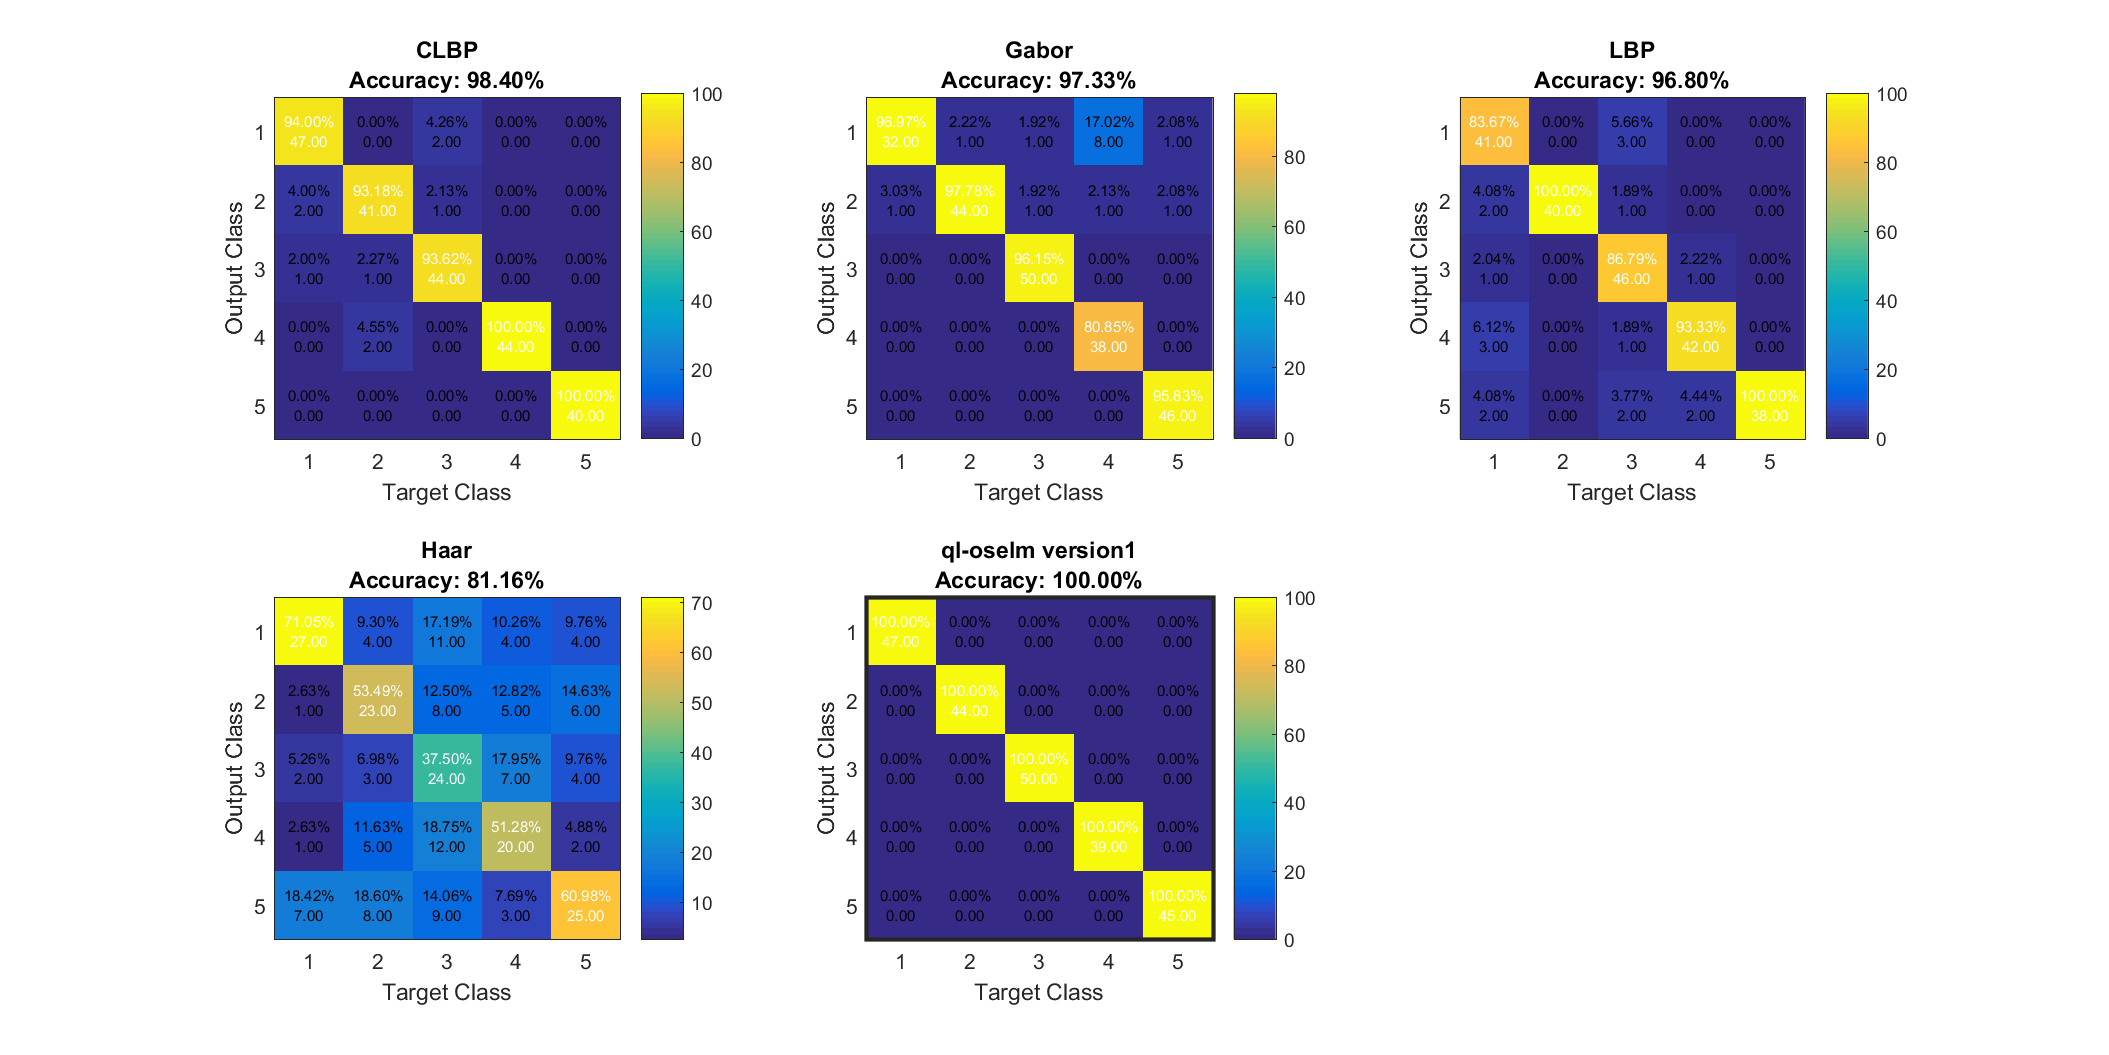 CLBP
Accuracy: 98.40%
94.00% 0.00% 4.26% 0.00% 0.00%
1
47.00 0.00 2.00 0.00 0.00
4.00% 93.18% 2.13% 0.00% 0.00%
2
2.00 41.00 1.00 0.00 0.00
2.00% 2.27% 93.62% 0.00% 0.00%
3
1.00 1.00 44.00 0.00 0.00
0.00% 4.55% 0.00% 100.00% 0.00%
4
0.00 2.00 0.00 44.00 0.00
0.00% 0.00% 0.00% 0.00% 100.00%
5
0.00 0.00 0.00 0.00 40.00
1 2 3 4 5
Target Class
Output Class
100
80
60
40
20
0
Gabor
Accuracy: 97.33%
96.97% 2.22% 1.92% 17.02% 2.08%
1
32.00 1.00 1.00 8.00 1.00
3.03% 97.78% 1.92% 2.13% 2.08%
2
1.00 44.00 1.00 1.00 1.00
0.00% 0.00% 96.15% 0.00% 0.00%
3
0.00 0.00 50.00 0.00 0.00
0.00% 0.00% 0.00% 80.85% 0.00%
4
0.00 0.00 0.00 38.00 0.00
0.00% 0.00% 0.00% 0.00% 95.83%
5
0.00 0.00 0.00 0.00 46.00
1 2 3 4 5
Target Class
Output Class
80
60
40
20
0
LBP
Accuracy: 96.80%
83.67% 0.00% 5.66% 0.00% 0.00%
1
41.00 0.00 3.00 0.00 0.00
4.08% 100.00% 1.89% 0.00% 0.00%
2
2.00 40.00 1.00 0.00 0.00
2.04% 0.00% 86.79% 2.22% 0.00%
3
1.00 0.00 46.00 1.00 0.00
6.12% 0.00% 1.89% 93.33% 0.00%
4
3.00 0.00 1.00 42.00 0.00
4.08% 0.00% 3.77% 4.44% 100.00%
5
2.00 0.00 2.00 2.00 38.00
1 2 3 4 5
Target Class
Output Class
100
80
60
40
20
0
Haar
Accuracy: 81.16%
71.05% 9.30% 17.19% 10.26% 9.76%
1
27.00 4.00 11.00 4.00 4.00
2.63% 53.49% 12.50% 12.82% 14.63%
2
1.00 23.00 8.00 5.00 6.00
5.26% 6.98% 37.50% 17.95% 9.76%
3
2.00 3.00 24.00 7.00 4.00
2.63% 11.63% 18.75% 51.28% 4.88%
4
1.00 5.00 12.00 20.00 2.00
18.42% 18.60% 14.06% 7.69% 60.98%
5
7.00 8.00 9.00 3.00 25.00
1 2 3 4 5
Target Class
Output Class
70
60
50
40
30
20
10
ql-oselm version1
Accuracy: 100.00%
100.00% 0.00% 0.00% 0.00% 0.00%
1
47.00 0.00 0.00 0.00 0.00
0.00% 100.00% 0.00% 0.00% 0.00%
2
0.00 44.00 0.00 0.00 0.00
0.00% 0.00% 100.00% 0.00% 0.00%
3
0.00 0.00 50.00 0.00 0.00
0.00% 0.00% 0.00% 100.00% 0.00%
4
0.00 0.00 0.00 39.00 0.00
0.00% 0.00% 0.00% 0.00% 100.00%
5
0.00 0.00 0.00 0.00 45.00
1 2 3 4 5
Target Class
Output Class
100
80
60
40
20
0